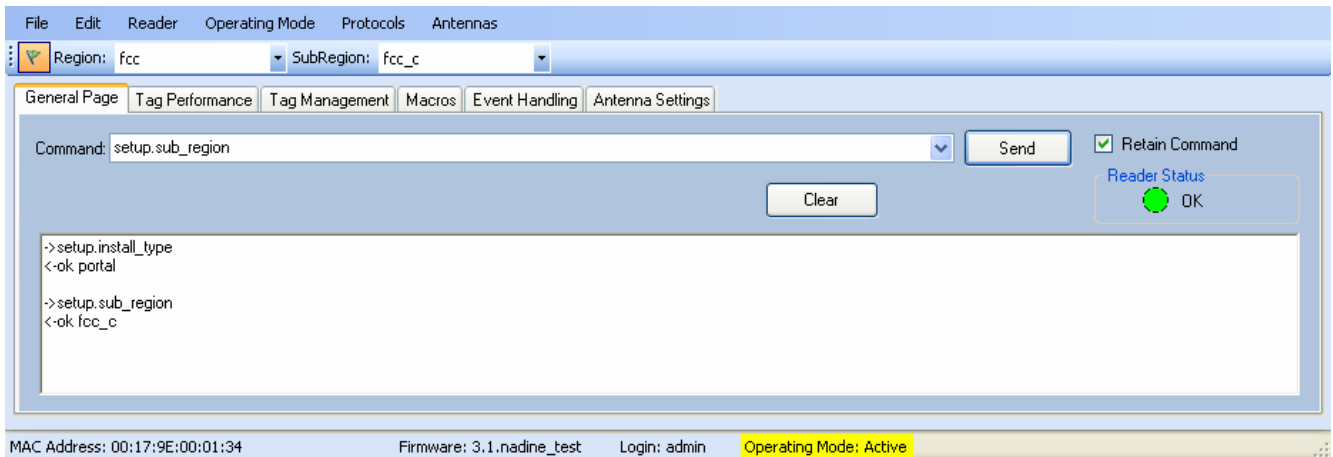 File Edit Reader Operating Mode Protocols Antennas
Region: fcc SubRegion: fcc_c
General Page Tag Performance Tag Management Macros Event Handling Antenna Settings
Command: setup.sub_region Send Retain Command
Reader Status
Clear OK
->setup.install_type
<-ok portal
->setup.sub_region
<-ok fcc_c
MAC Address: 00:17:9E:00:01:34 Firmware: 3.1.nadine_test Login: admin Operating Mode: Active